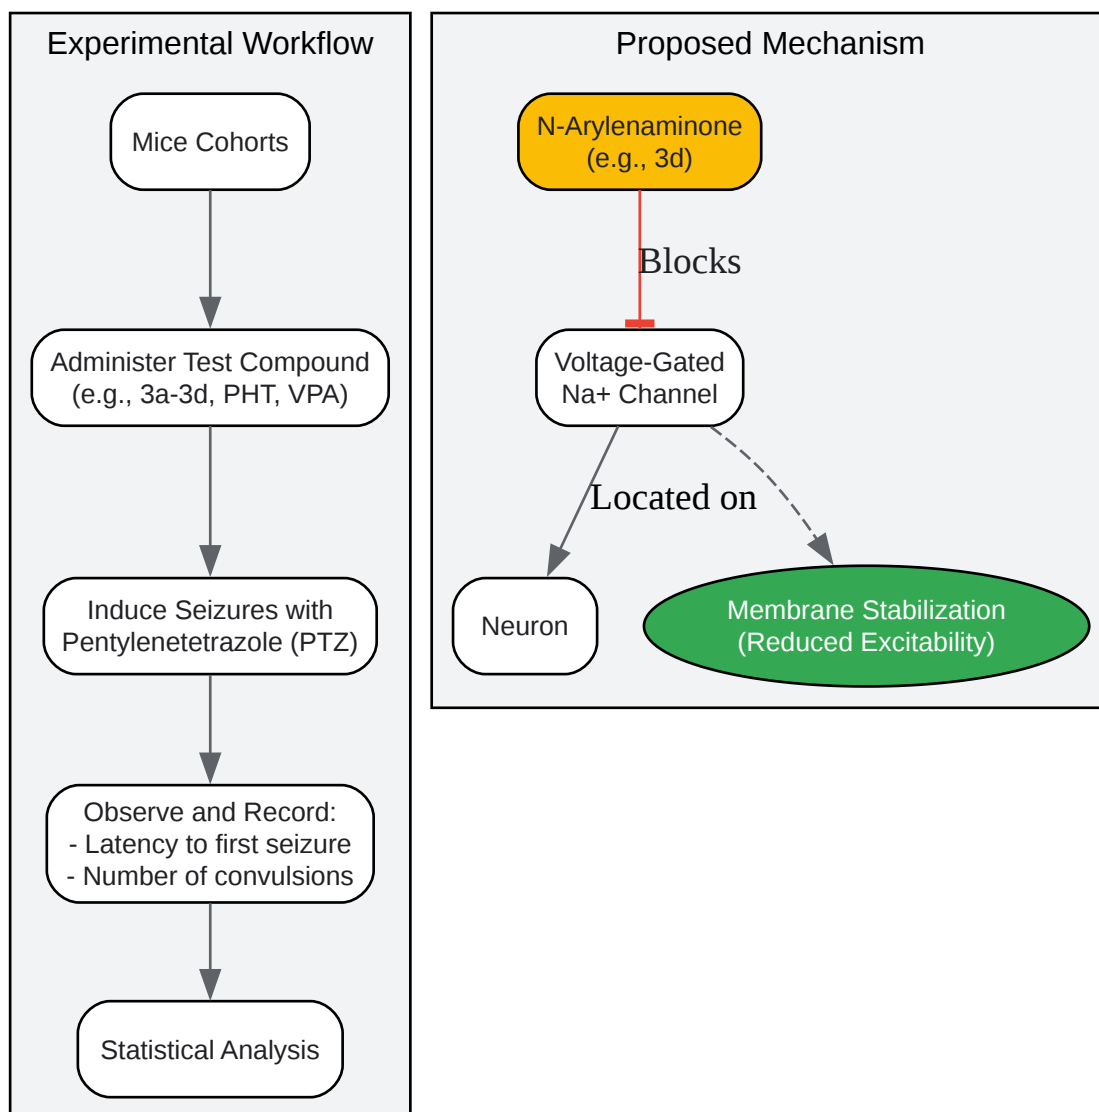 Experimental Workflow
Mice Cohorts
Administer Test Compound
(e.g., 3a-3d, PHT, VPA)
Induce Seizures with
Pentylenetetrazole (PTZ)
Observe and Record:
- Latency to first seizure
- Number of convulsions
Statistical Analysis
Proposed Mechanism
N-Arylenaminone
(e.g., 3d)
Blocks
Voltage-Gated
Na+ Channel
Located on
Neuron
Membrane Stabilization
(Reduced Excitability)